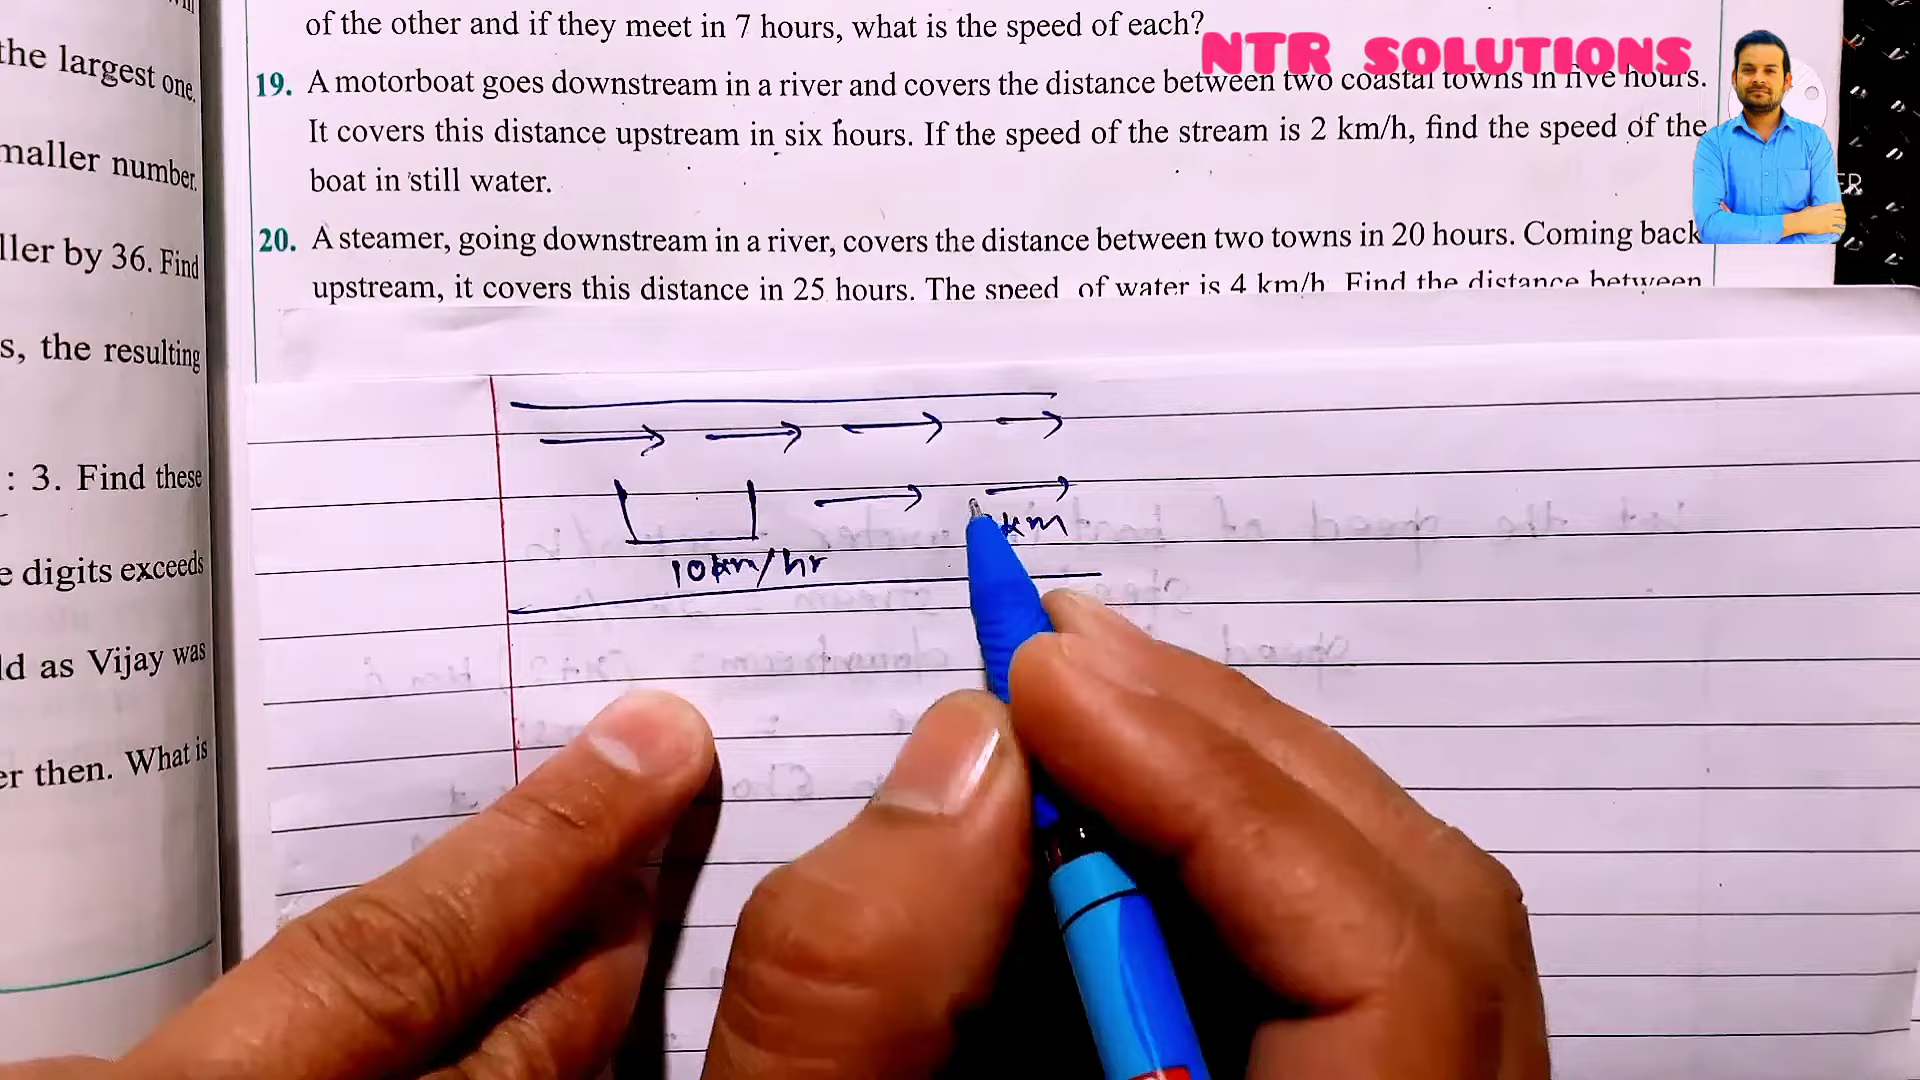 the largest one.
maller number.
ller by 36. Find
s, the resulting
: 3. Find these
e digits exceeds
ld as Vijay was
er then. What is
of the other and if they meet in 7 hours, what is the speed of each?
NTR SOLUTIONS
19. A motorboat goes downstream in a river and covers the distance between two coastal towns in five hours.
It covers this distance upstream in six hours. If the speed of the stream is 2 km/h, find the speed of the
boat in still water.
20. A steamer, going downstream in a river, covers the distance between two towns in 20 hours. Coming back
upstream, it covers this distance in 25 hours. The speed of water is 4 km/h. Find the distance between
km
10km/hr